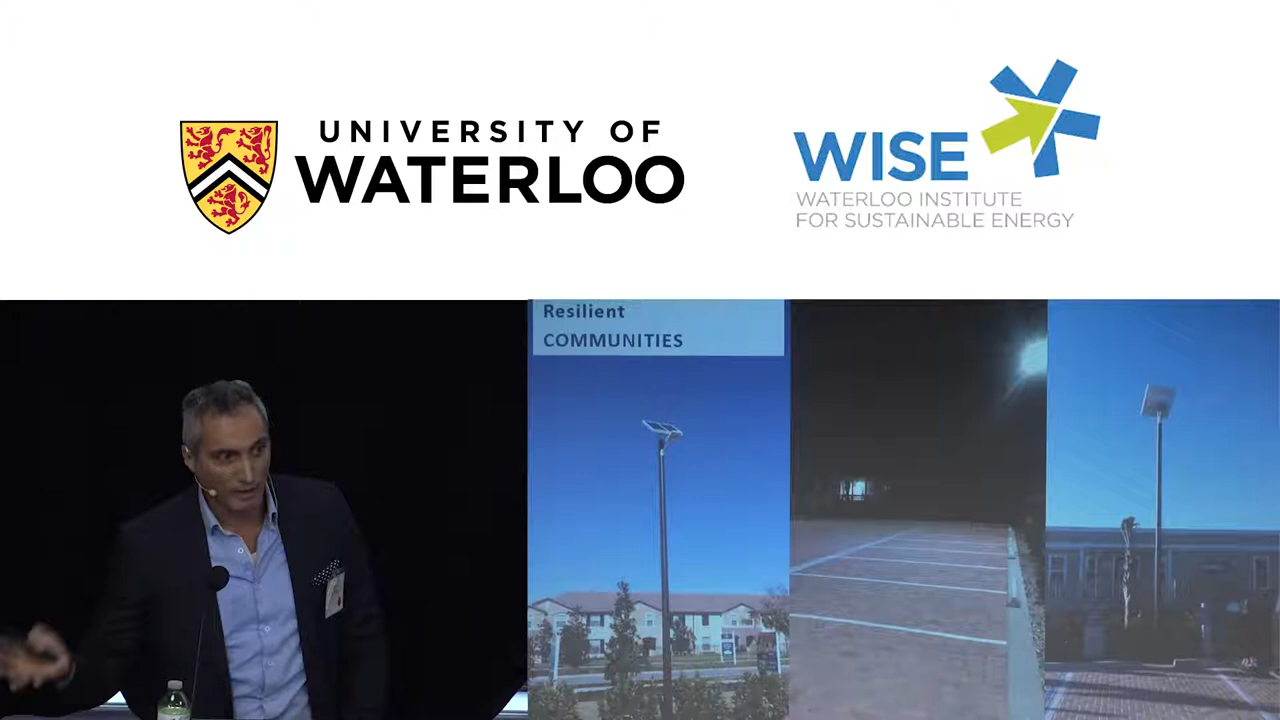 UNIVERSITY OF
WATERLOO
WISE
WATERLOO INSTITUTE
FOR SUSTAINABLE ENERGY
Resilient
COMMUNITIES